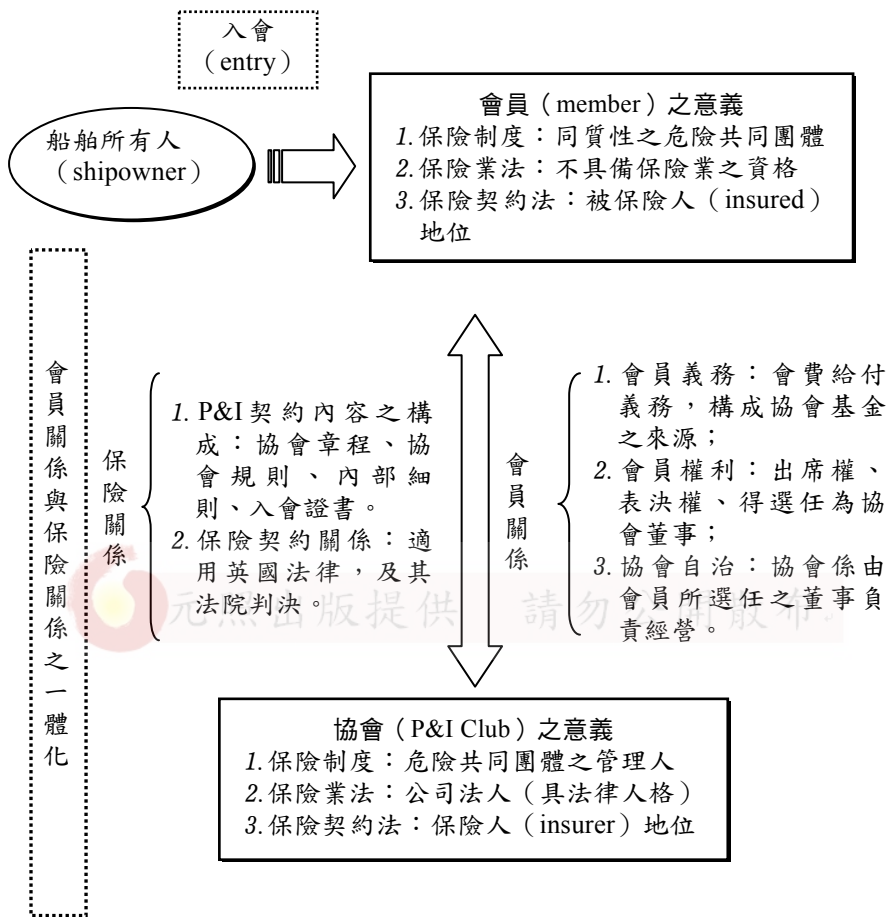 入會
（entry）
船舶所有人
（shipowner）
會員（member）之意義
1.保險制度：同質性之危險共同團體
2.保險業法：不具備保險業之資格
3.保險契約法：被保險人（insured）
地位
會員關係與保險關係之一體化
保險關係
1. P&I契約內容之構
成：協會章程、協
會規則、內部細
則、入會證書。
2.保險契約關係：適
用英國法律，及其
法院判決。
會員關係
1.會員義務：會費給付
義務，構成協會基金
之來源；
2.會員權利：出席權、
表決權、得選任為協
會董事；
3.協會自治：協會係由
會員所選任之董事負
責經營。
元照出版提供 請勿公開散布。
協會（P&I Club）之意義
1.保險制度：危險共同團體之管理人
2.保險業法：公司法人（具法律人格）
3.保險契約法：保險人（insurer）地位